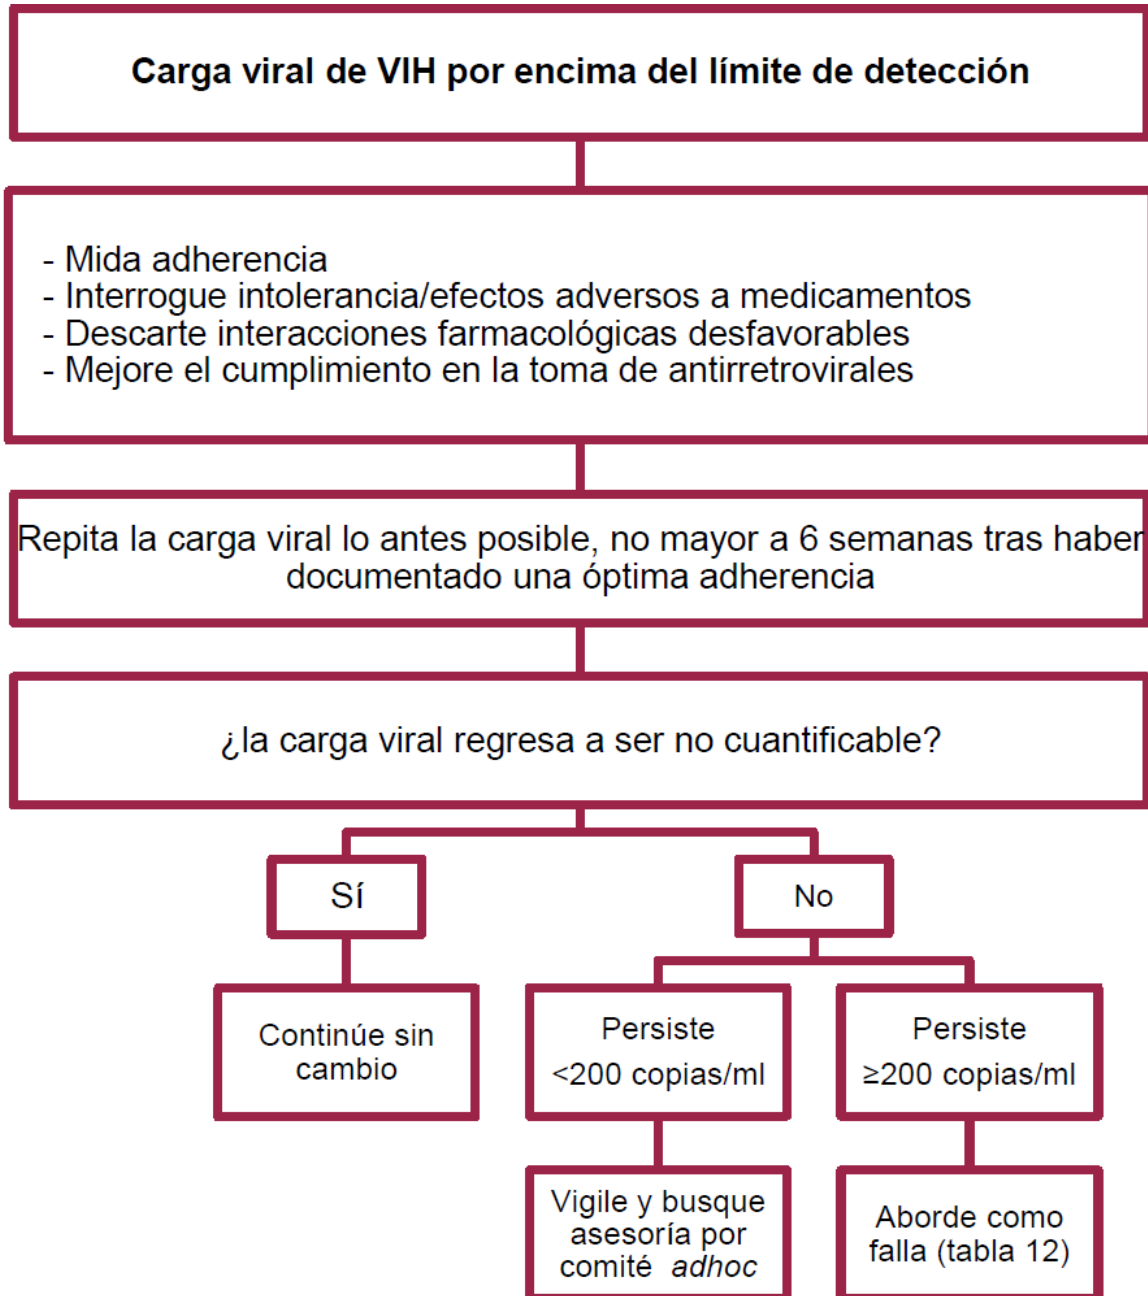 Carga viral de VIH por encima del límite de detección
- Mida adherencia
- Interrogue intolerancia/efectos adversos a medicamentos
- Descarte interacciones farmacológicas desfavorables
- Mejore el cumplimiento en la toma de antirretrovirales
Repita la carga viral lo antes posible, no mayor a 6 semanas tras haber
documentado una óptima adherencia
¿la carga viral regresa a ser no cuantificable?
Sí
No
Continúe sin
cambio
Persiste
<200 copias/ml
Persiste
≥200 copias/ml
Vigile y busque
asesoría por
comité adhoc
Aborde como
falla (tabla 12)